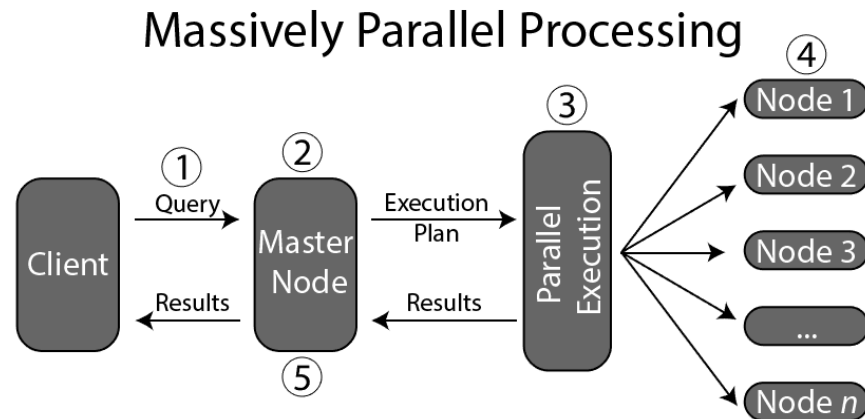 Massively Parallel Processing
①
②
③
④
Client
Query
Results
Master
Node
⑤
Execution
Plan
Results
Parallel
Execution
Node 1
Node 2
Node 3
...
Node n